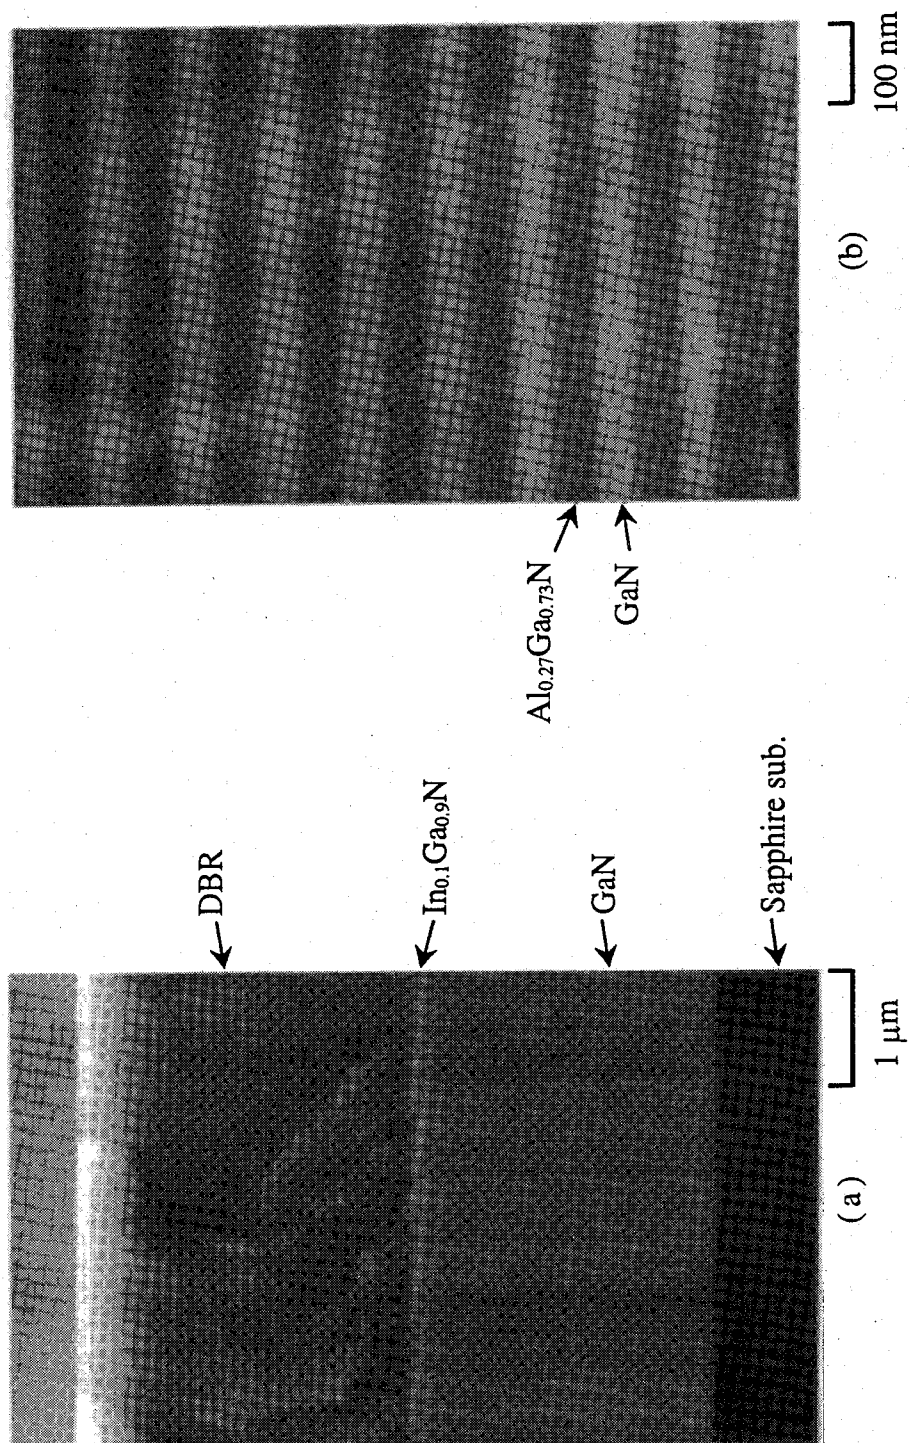 DBR
In₀.₁Ga₀.₉N
GaN
Sapphire sub.
1 μm
(a)
Al₀.₂₇Ga₀.₇₃N
GaN
100 nm
(b)